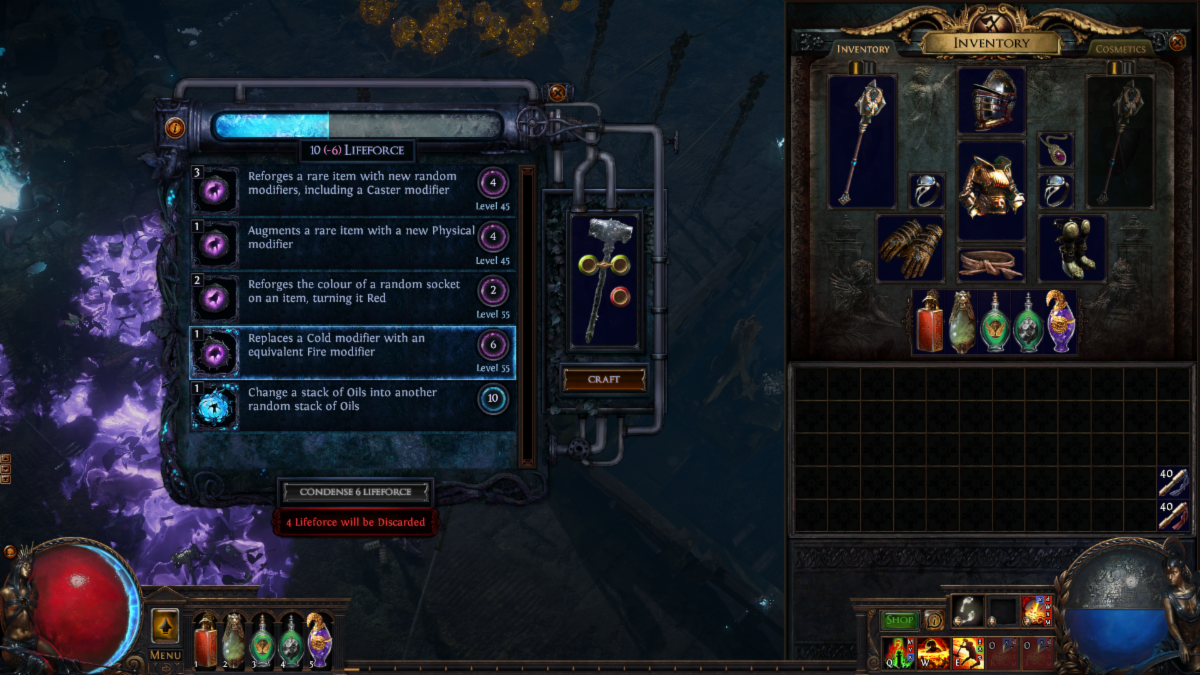 INVENTORY
INVENTORY
COSMETICS
10 (-6) LIFEFORCE
3
Reforges a rare item with new random
modifiers, including a Caster modifier
4
Level 45
1
Augments a rare item with a new Physical
modifier
4
Level 45
2
Reforges the colour of a random socket
on an item, turning it Red
2
Level 55
1
Replaces a Cold modifier with an
equivalent Fire modifier
6
Level 55
1
Change a stack of Oils into another
random stack of Oils
10
CRAFT
CONDENSE 6 LIFEFORCE
4 Lifeforce will be Discarded
40
40
MENU
1
2
3
4
5
SHOP
Q
W
E
0
0